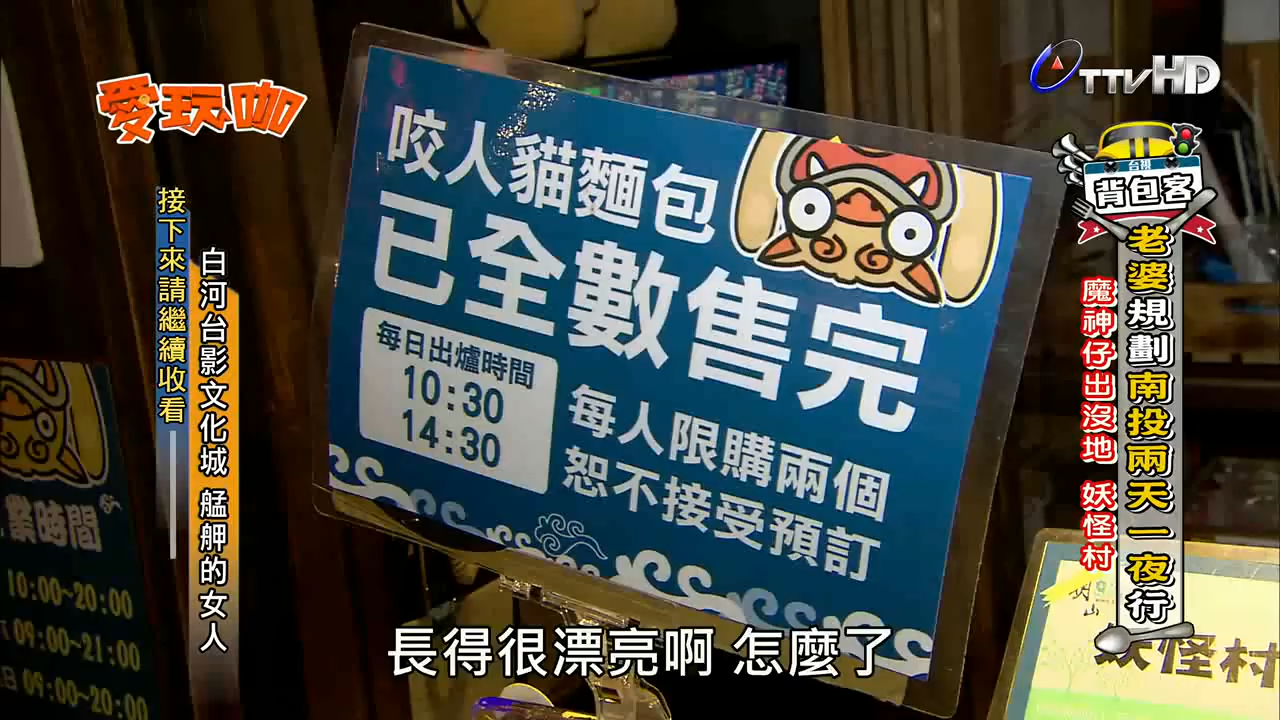 愛玩咖
TTV HD
台灣
背包客
老婆規劃南投兩天一夜行
魔神仔出沒地 妖怪村
接下來請繼續收看
白河台影文化城 艋舺的女人
咬人貓麵包
已全數售完
每日出爐時間
10:30
14:30
每人限購兩個
恕不接受預訂
業時間
10:00~20:00
09:00~21:00
日 09:00~20:00
妖怪村
長得很漂亮啊 怎麼了